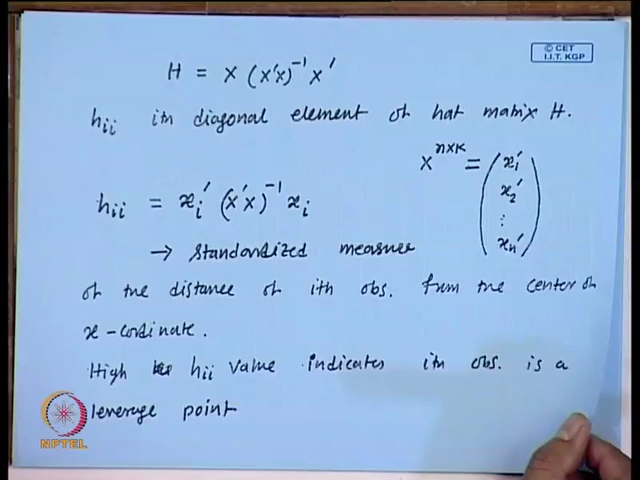 © CET
I.I.T. KGP
H = X (X'X)⁻¹ X'
hᵢᵢ ith diagonal element of hat matrix H.
X^{n×K} = (x₁' x₂' ⋮ xₙ')
hᵢᵢ = xᵢ' (X'X)⁻¹ xᵢ
→ Standardized measure
of the distance of ith obs. from the center of
x-cordinate.
High hᵢᵢ value indicates ith obs. is a
leverage point
NPTEL